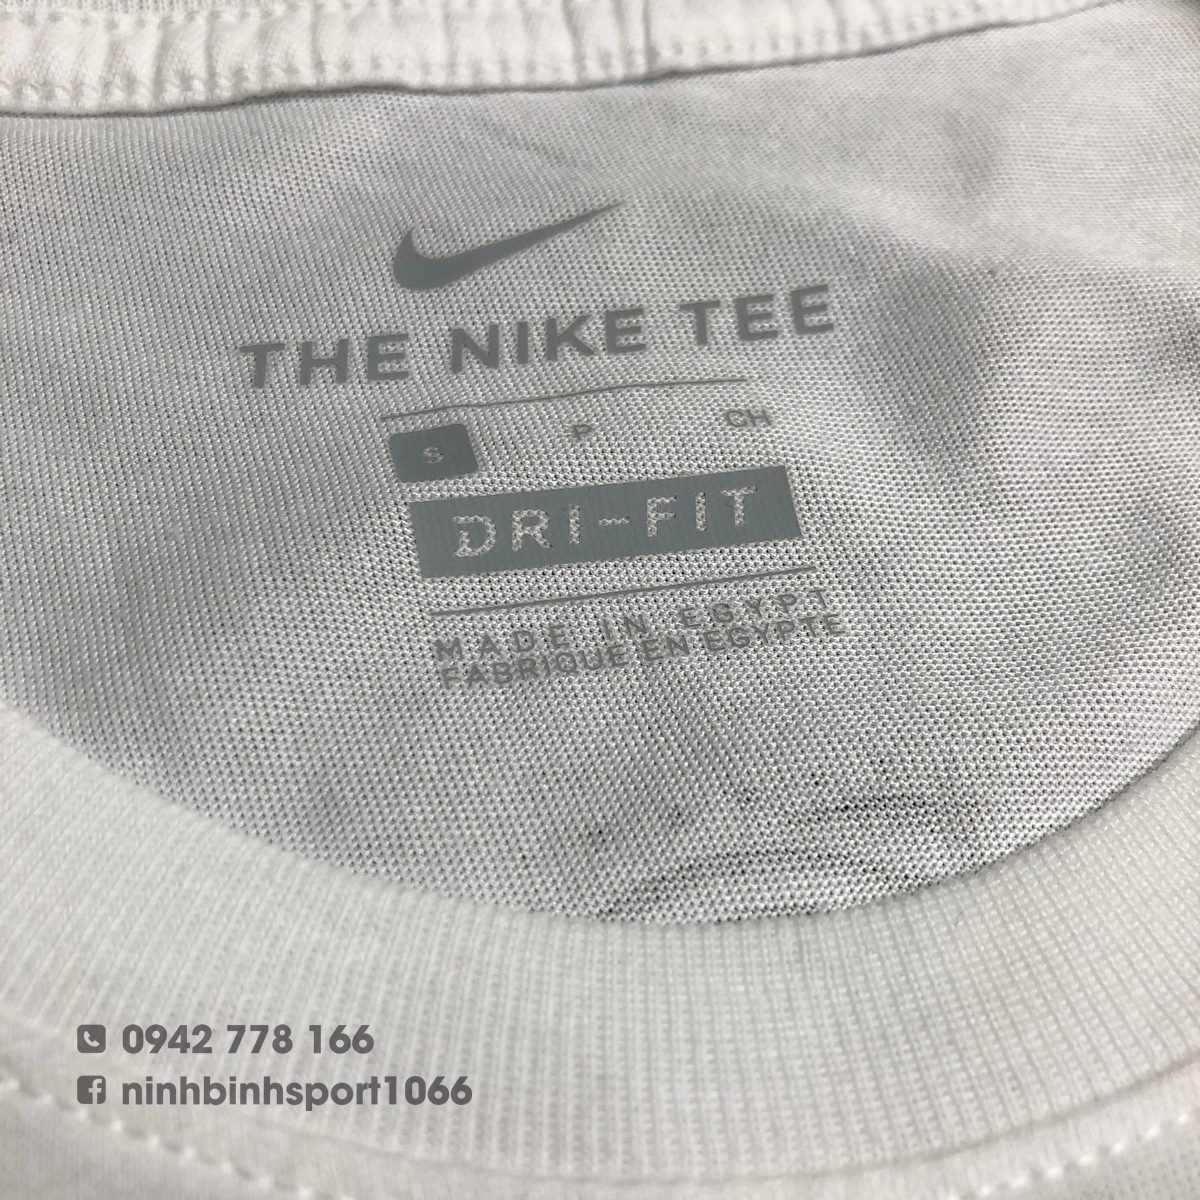 THE NIKE TEE
S P CH
DRI-FIT
MADE IN EGYPT
FABRIQUE EN EGYPTE
0942 778 166
ninhbinhsport1066